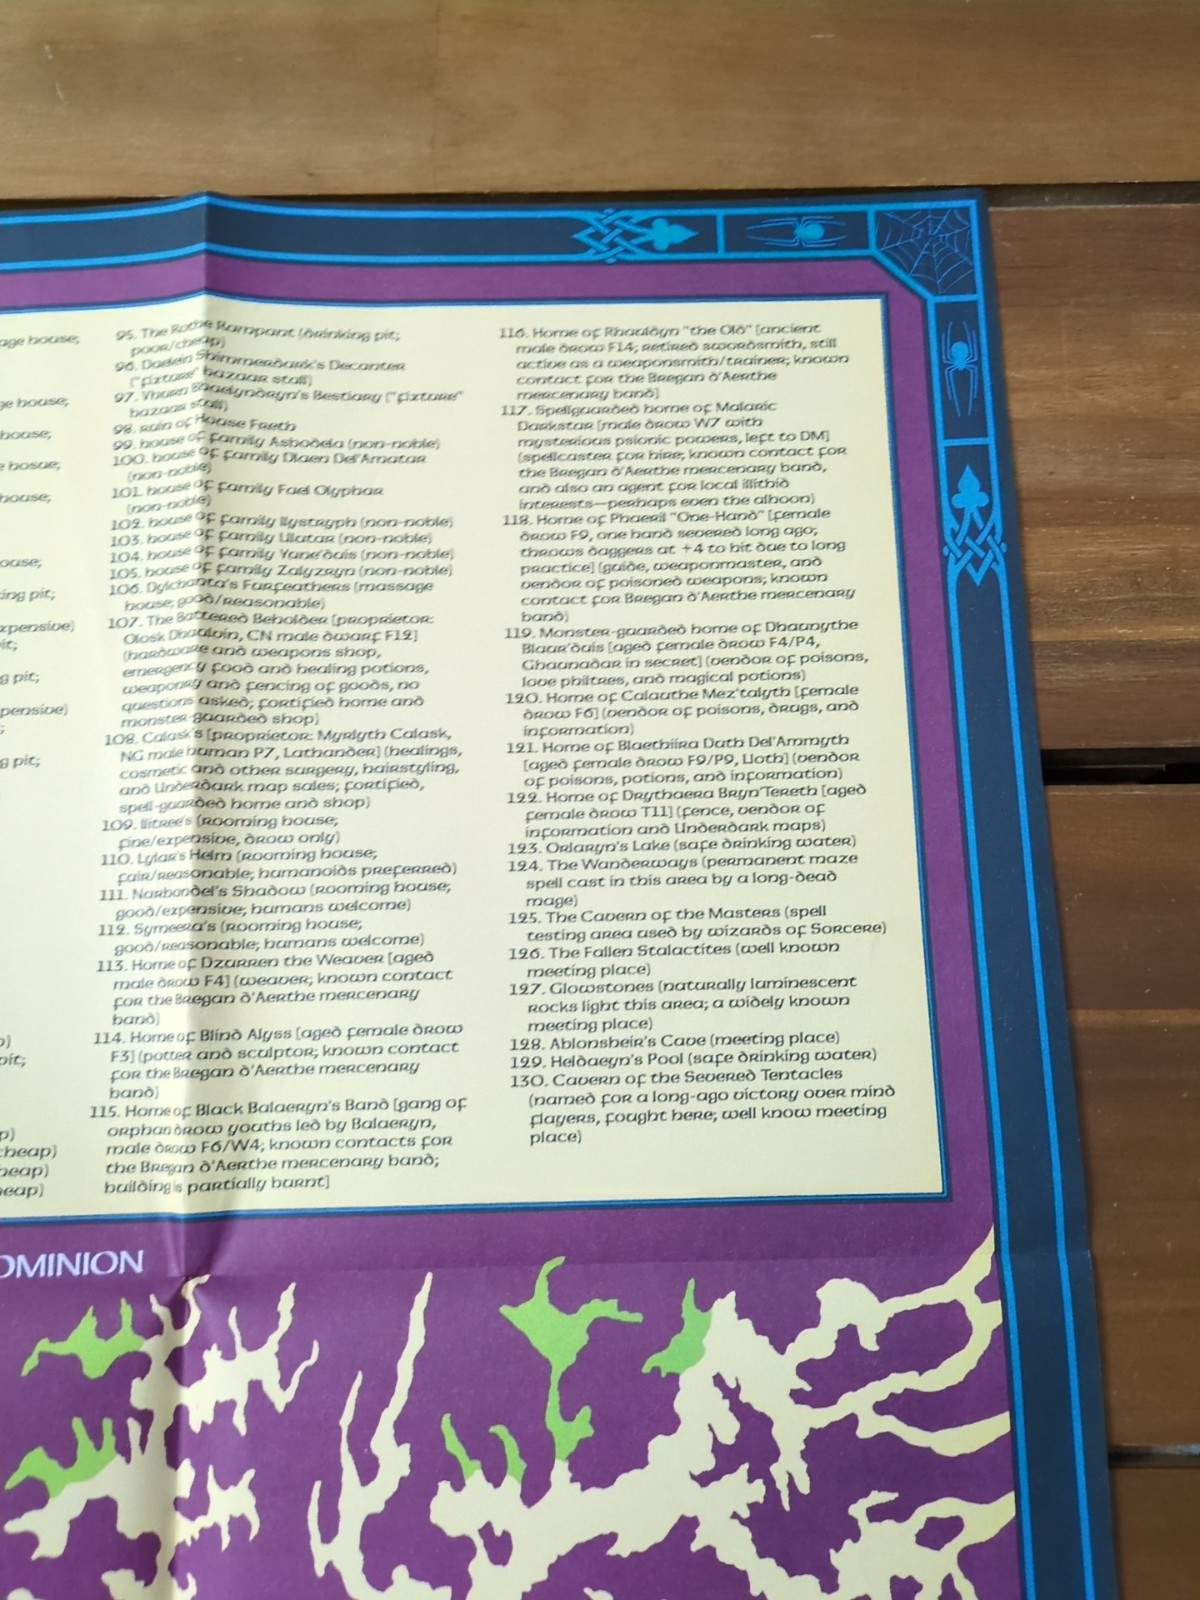 age house;
ge house;
house;
e hosue;
house;
ouse;
ing pit;
xpensive)
it;
g pit;
pensive)
;
g pit;
p)
pit;
p)
cheap)
heap)
eap)
95. The Rothe Rampant (drinking pit;
poor/cheap)
96. Daelein Shimmerdark's Decanter
("fixture" bazaar stall)
97. Vhurn Bhaelyndryn's Bestiary ("fixture"
bazaar stall)
98. ruin of House Freth
99. house of family Ashodela (non-noble)
100. house of family Dlaen Del'Amatar
(non-noble)
101. house of family Fael Olyphar
(non-noble)
102. house of family Ilystryph (non-noble)
103. house of family Ulatar (non-noble)
104. house of family Yune'duis (non-noble)
105. house of family Zalyzryn (non-noble)
106. Dylchanta's Furfeathers (massage
house; good/reasonable)
107. The Battered Beholder [proprietor:
Olosk Dhauloin, CN male dwarf F12]
(hardware and weapons shop,
emergency food and healing potions,
weaponry and fencing of goods, no
questions asked; fortified home and
monster-guarded shop)
108. Calask's [proprietor: Myrlyth Calask,
NG male human P7, Lathander] (healings,
cosmetic and other surgery, hairstyling,
and Underdark map sales; fortified,
spell-guarded home and shop)
109. Ilitree's (rooming house;
fine/expensive, drow only)
110. Lylar's Helm (rooming house;
fair/reasonable; humanoids preferred)
111. Narbondel's Shadow (rooming house;
good/expensive; humans welcome)
112. Symeera's (rooming house;
good/reasonable; humans welcome)
113. Home of Dzurren the Weaver [aged
male drow F4] (weaver; known contact
for the Bregan d'Aerthe mercenary
band)
114. Home of Blind Alyss [aged female drow
F3] (potter and sculptor; known contact
for the Bregan d'Aerthe mercenary
band)
115. Home of Black Balaeryn's Band [gang of
orphan drow youths led by Balaeryn,
male drow F6/W4; known contacts for
the Bregan d'Aerthe mercenary band;
building is partially burnt]
116. Home of Rhauldyn "the Old" [ancient
male drow F14; retired swordsmith, still
active as a weaponsmith/trainer; known
contact for the Bregan d'Aerthe
mercenary band]
117. Spellguarded home of Malaric
Darkstar [male drow W7 with
mysterious psionic powers, left to DM]
(spellcaster for hire; known contact for
the Bregan d'Aerthe mercenary band,
and also an agent for local illithid
interests—perhaps even the alhoon)
118. Home of Phaeril "One-Hand" [female
drow F9, one hand severed long ago;
throws daggers at +4 to hit due to long
practice] (guide, weaponmaster, and
vendor of poisoned weapons; known
contact for Bregan d'Aerthe mercenary
band)
119. Monster-guarded home of Dhaunythe
Blaar'duis [aged female drow F4/P4,
Ghaunadar in secret] (vendor of poisons,
love philtres, and magical potions)
120. Home of Calauthe Mez'talyth [female
drow F6] (vendor of poisons, drugs, and
information)
121. Home of Blaethiira Duth Del'Ammyth
[aged female drow F9/P9, Lloth] (vendor
of poisons, potions, and information)
122. Home of Drythaera Bryn'Tereth [aged
female drow T11] (fence, vendor of
information and Underdark maps)
123. Orlaryn's Lake (safe drinking water)
124. The Wanderways (permanent maze
spell cast in this area by a long-dead
mage)
125. The Cavern of the Masters (spell
testing area used by wizards of Sorcere)
126. The Fallen Stalactites (well known
meeting place)
127. Glowstones (naturally luminescent
rocks light this area; a widely known
meeting place)
128. Ablonsheir's Cave (meeting place)
129. Heldaeyn's Pool (safe drinking water)
130. Cavern of the Severed Tentacles
(named for a long-ago victory over mind
flayers, fought here; well know meeting
place)
OMINION